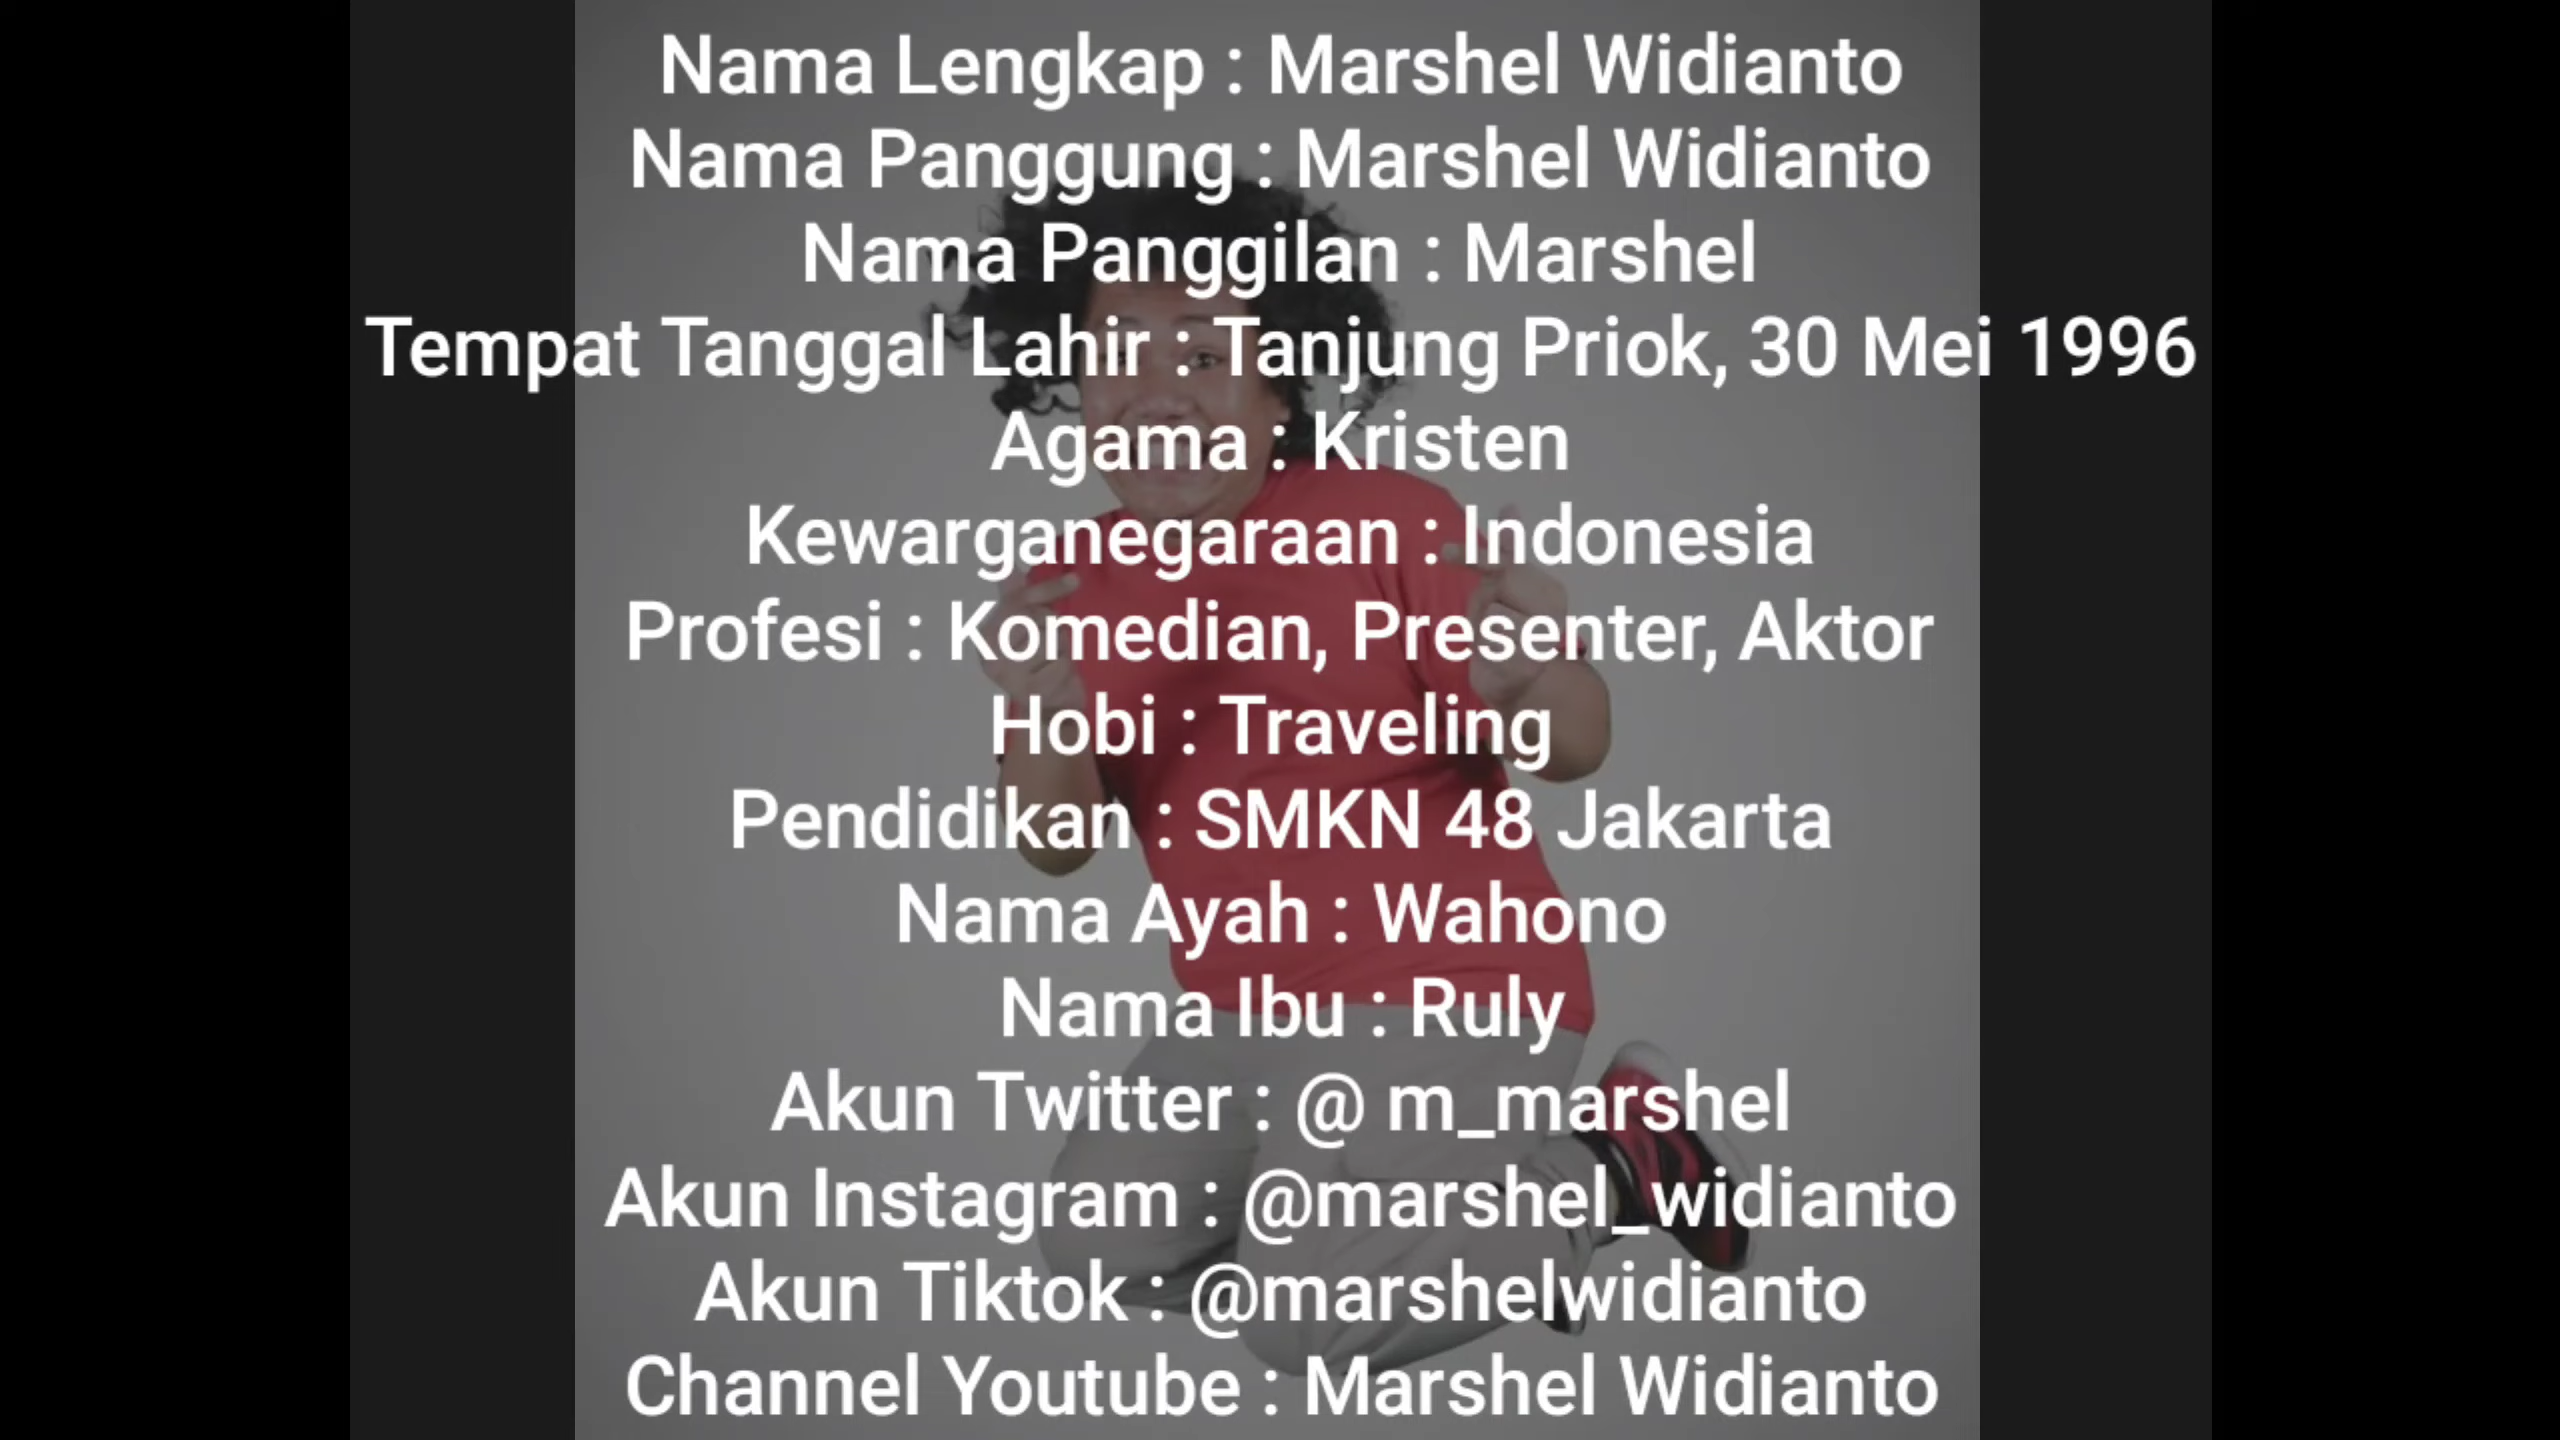 Nama Lengkap : Marshel Widianto
Nama Panggung : Marshel Widianto
Nama Panggilan : Marshel
Tempat Tanggal Lahir : Tanjung Priok, 30 Mei 1996
Agama : Kristen
Kewarganegaraan : Indonesia
Profesi : Komedian, Presenter, Aktor
Hobi : Traveling
Pendidikan : SMKN 48 Jakarta
Nama Ayah : Wahono
Nama Ibu : Ruly
Akun Twitter : @ m_marshel
Akun Instagram : @marshel_widianto
Akun Tiktok : @marshelwidianto
Channel Youtube : Marshel Widianto